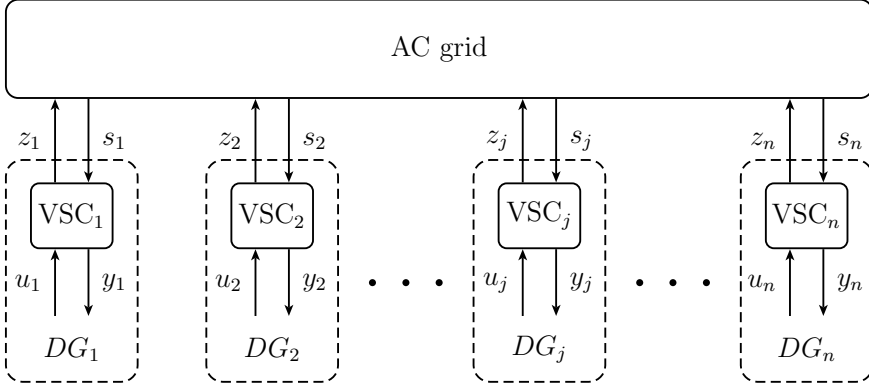 AC grid
z₁ s₁ z₂ s₂ zⱼ sⱼ zₙ sₙ
VSC₁ VSC₂ VSCⱼ VSCₙ
u₁ y₁ u₂ y₂ . . . uⱼ yⱼ . . . uₙ yₙ
DG₁ DG₂ DGⱼ DGₙ